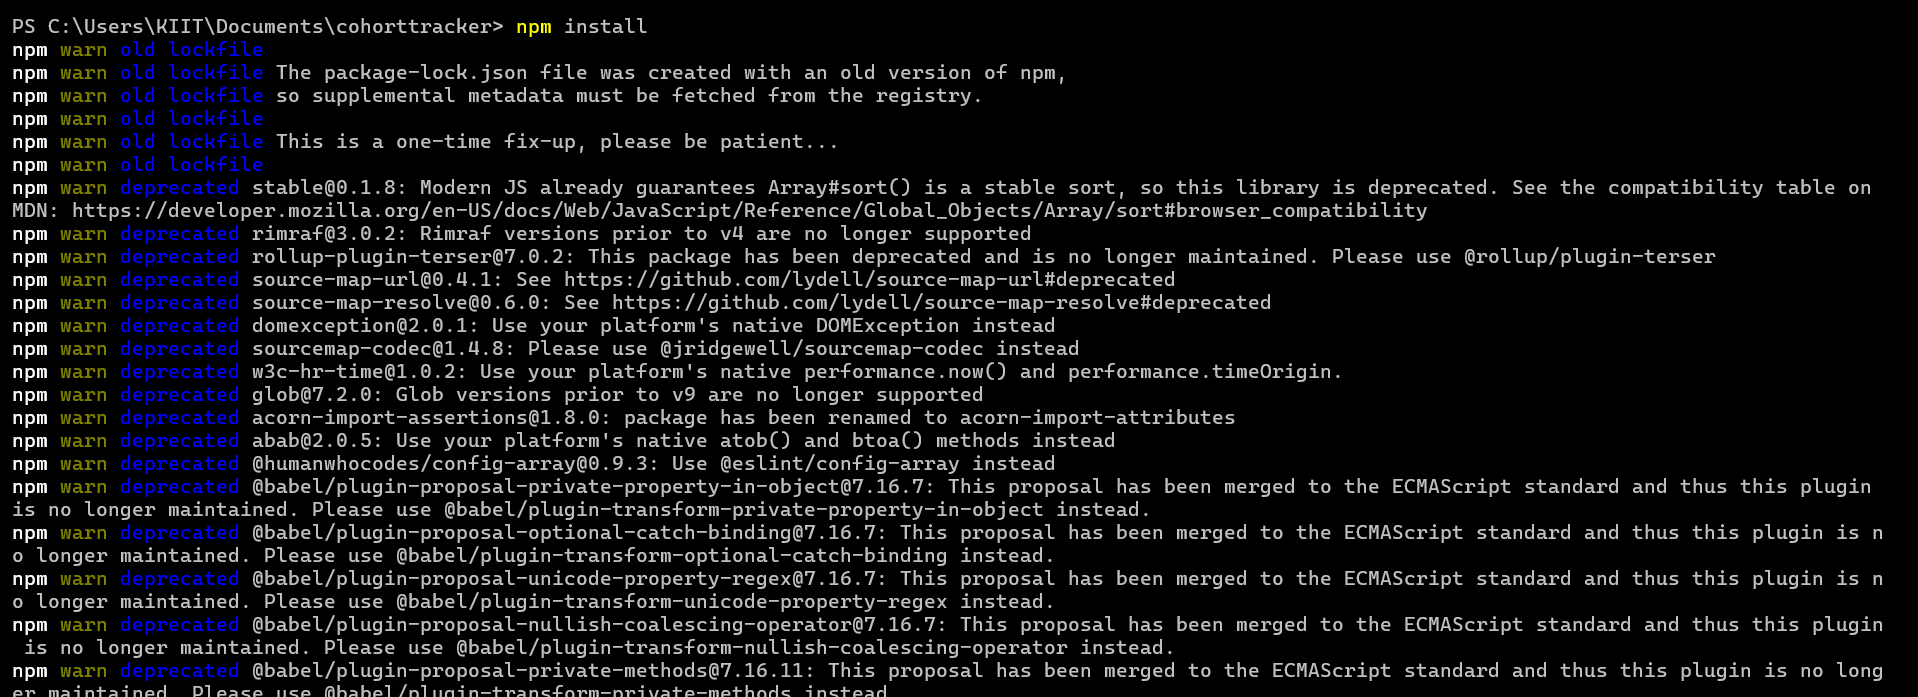 PS C:\Users\KIIT\Documents\cohorttracker> npm install
npm warn old lockfile
npm warn old lockfile The package-lock.json file was created with an old version of npm,
npm warn old lockfile so supplemental metadata must be fetched from the registry.
npm warn old lockfile
npm warn old lockfile This is a one-time fix-up, please be patient...
npm warn old lockfile
npm warn deprecated stable@0.1.8: Modern JS already guarantees Array#sort() is a stable sort, so this library is deprecated. See the compatibility table on
MDN: https://developer.mozilla.org/en-US/docs/Web/JavaScript/Reference/Global_Objects/Array/sort#browser_compatibility
npm warn deprecated rimraf@3.0.2: Rimraf versions prior to v4 are no longer supported
npm warn deprecated rollup-plugin-terser@7.0.2: This package has been deprecated and is no longer maintained. Please use @rollup/plugin-terser
npm warn deprecated source-map-url@0.4.1: See https://github.com/lydell/source-map-url#deprecated
npm warn deprecated source-map-resolve@0.6.0: See https://github.com/lydell/source-map-resolve#deprecated
npm warn deprecated domexception@2.0.1: Use your platform's native DOMException instead
npm warn deprecated sourcemap-codec@1.4.8: Please use @jridgewell/sourcemap-codec instead
npm warn deprecated w3c-hr-time@1.0.2: Use your platform's native performance.now() and performance.timeOrigin.
npm warn deprecated glob@7.2.0: Glob versions prior to v9 are no longer supported
npm warn deprecated acorn-import-assertions@1.8.0: package has been renamed to acorn-import-attributes
npm warn deprecated abab@2.0.5: Use your platform's native atob() and btoa() methods instead
npm warn deprecated @humanwhocodes/config-array@0.9.3: Use @eslint/config-array instead
npm warn deprecated @babel/plugin-proposal-private-property-in-object@7.16.7: This proposal has been merged to the ECMAScript standard and thus this plugin
is no longer maintained. Please use @babel/plugin-transform-private-property-in-object instead.
npm warn deprecated @babel/plugin-proposal-optional-catch-binding@7.16.7: This proposal has been merged to the ECMAScript standard and thus this plugin is n
o longer maintained. Please use @babel/plugin-transform-optional-catch-binding instead.
npm warn deprecated @babel/plugin-proposal-unicode-property-regex@7.16.7: This proposal has been merged to the ECMAScript standard and thus this plugin is n
o longer maintained. Please use @babel/plugin-transform-unicode-property-regex instead.
npm warn deprecated @babel/plugin-proposal-nullish-coalescing-operator@7.16.7: This proposal has been merged to the ECMAScript standard and thus this plugin
 is no longer maintained. Please use @babel/plugin-transform-nullish-coalescing-operator instead.
npm warn deprecated @babel/plugin-proposal-private-methods@7.16.11: This proposal has been merged to the ECMAScript standard and thus this plugin is no long
er maintained. Please use @babel/plugin-transform-private-methods instead.